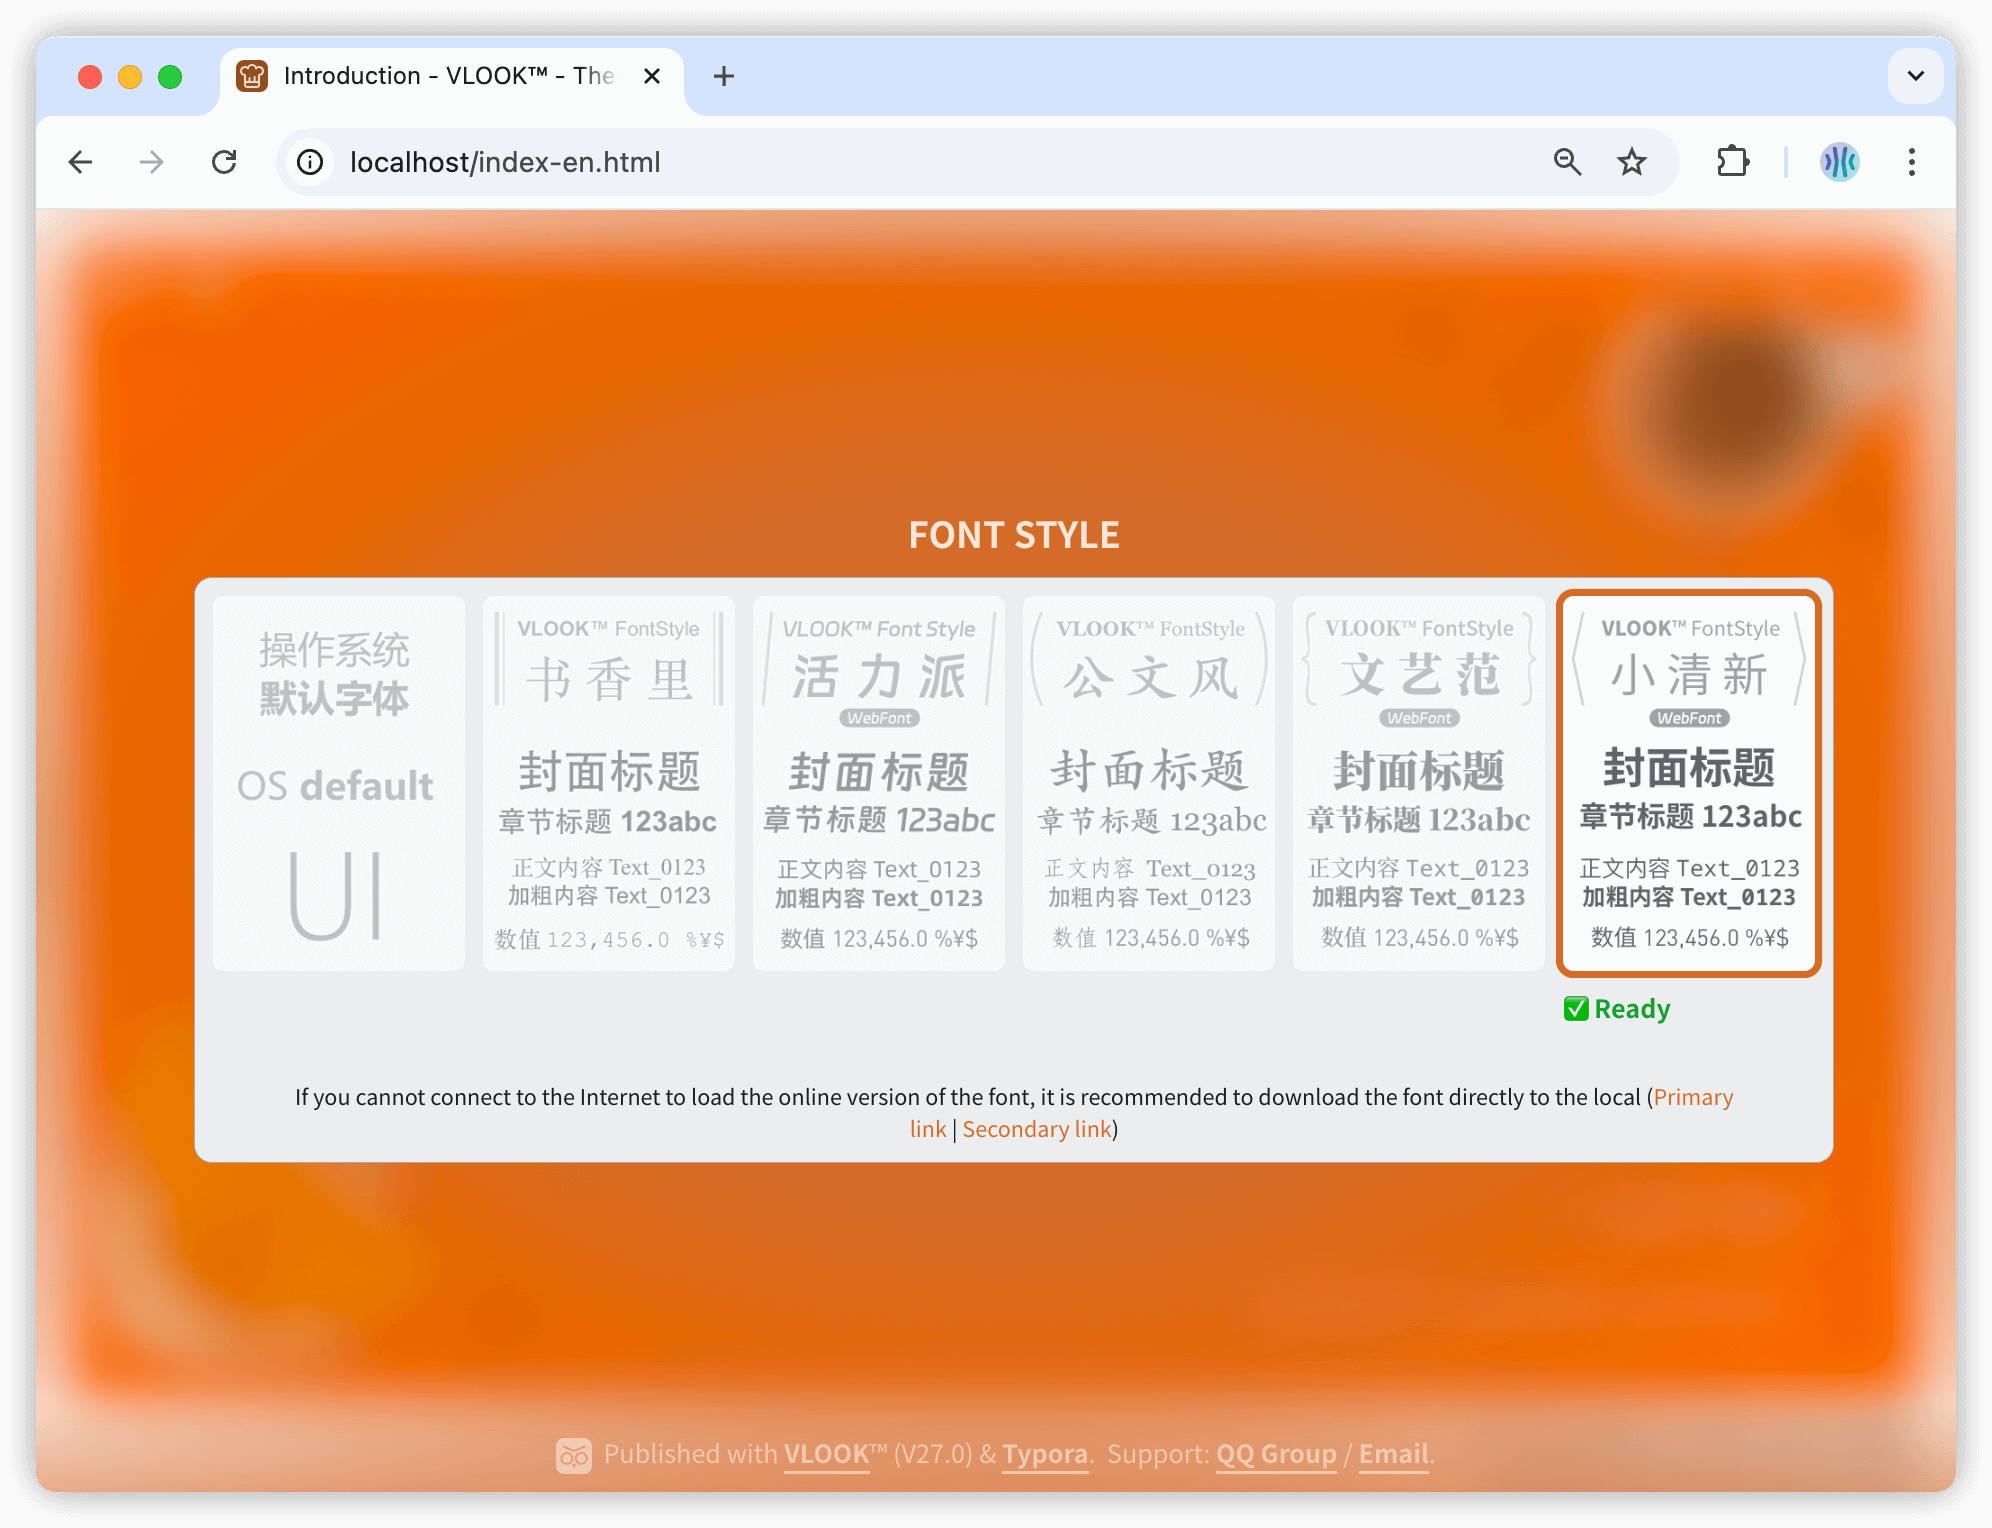 Introduction - VLOOK™ - The
localhost/index-en.html
FONT STYLE
操作系统
默认字体
OS default
UI
VLOOK™ FontStyle
书香里
封面标题
章节标题 123abc
正文内容 Text_0123
加粗内容 Text_0123
数值 123,456.0 %¥$
VLOOK™ Font Style
活力派
WebFont
封面标题
章节标题 123abc
正文内容 Text_0123
加粗内容 Text_0123
数值 123,456.0 %¥$
VLOOK™ FontStyle
公文风
封面标题
章节标题 123abc
正文内容 Text_0123
加粗内容 Text_0123
数值 123,456.0 %¥$
VLOOK™ FontStyle
文艺范
WebFont
封面标题
章节标题 123abc
正文内容 Text_0123
加粗内容 Text_0123
数值 123,456.0 %¥$
VLOOK™ FontStyle
小清新
WebFont
封面标题
章节标题 123abc
正文内容 Text_0123
加粗内容 Text_0123
数值 123,456.0 %¥$
✅ Ready
If you cannot connect to the Internet to load the online version of the font, it is recommended to download the font directly to the local (Primary
link | Secondary link)
Published with VLOOK™ (V27.0) & Typora. Support: QQ Group / Email.